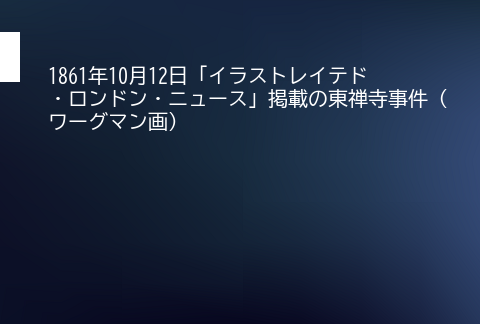 1861年10月12日「イラストレイテド
・ロンドン・ニュース」掲載の東禅寺事件（
ワーグマン画）